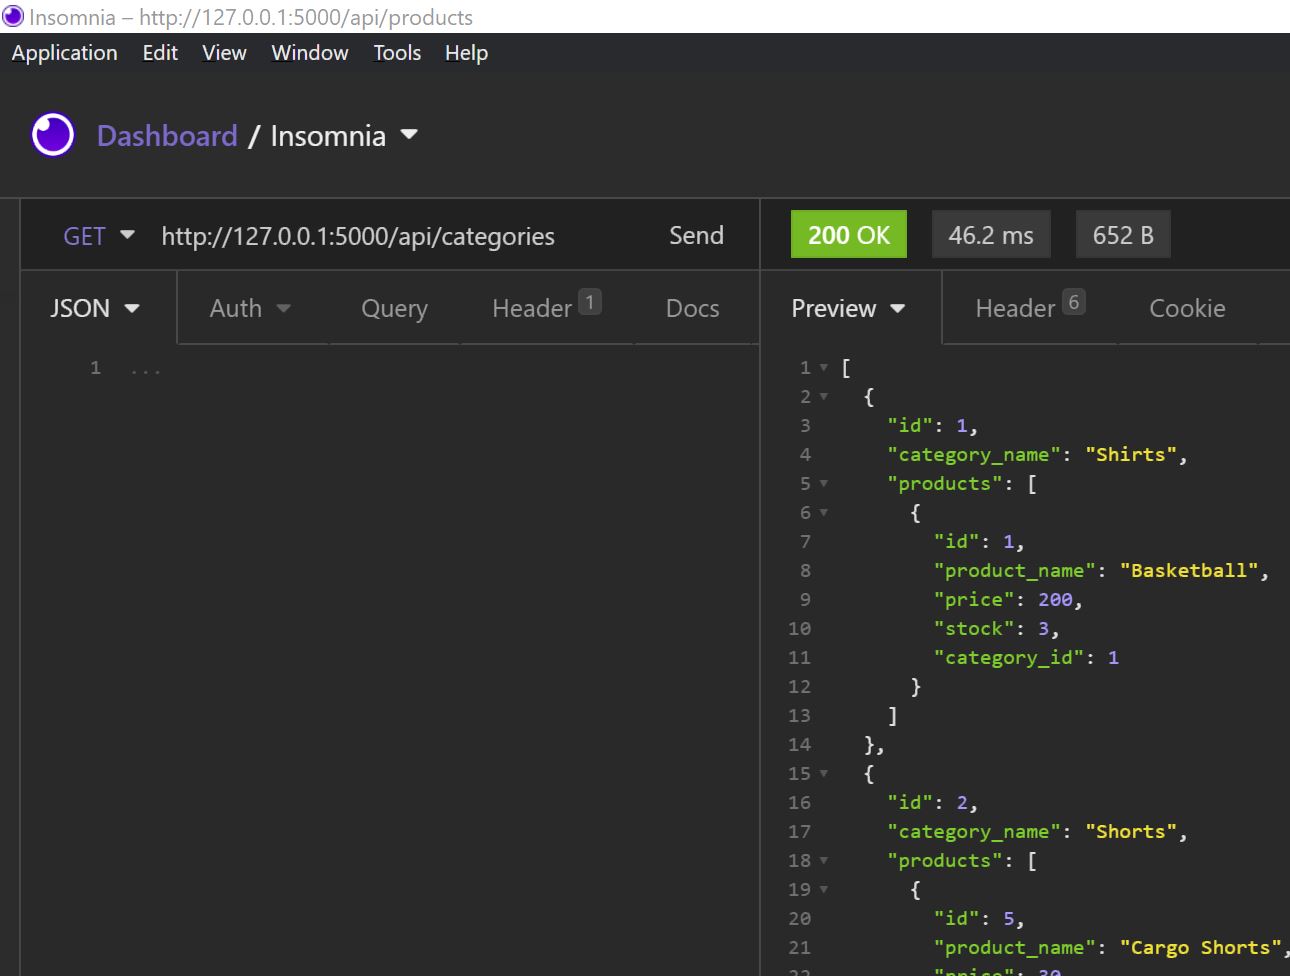 Insomnia – http://127.0.0.1:5000/api/products
Application Edit View Window Tools Help
Dashboard / Insomnia
GET http://127.0.0.1:5000/api/categories Send 200 OK 46.2 ms 652 B
JSON Auth Query Header 1 Docs Preview Header 6 Cookie
1 ...
1 [
2 {
3 "id": 1,
4 "category_name": "Shirts",
5 "products": [
6 {
7 "id": 1,
8 "product_name": "Basketball",
9 "price": 200,
10 "stock": 3,
11 "category_id": 1
12 }
13 ]
14 },
15 {
16 "id": 2,
17 "category_name": "Shorts",
18 "products": [
19 {
20 "id": 5,
21 "product_name": "Cargo Shorts",
22 "price": 30